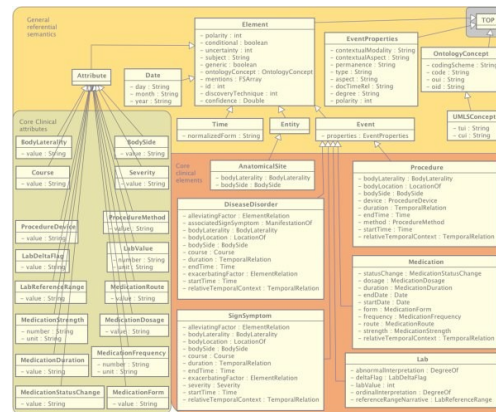 General
referential
semantics
TOP
Element
- polarity : int
- conditional : boolean
- uncertainty : int
- subject : String
- generic : boolean
- ontologyConcept : OntologyConcept
- mentions : FSArray
- id : int
- discoveryTechnique : int
- confidence : Double
EventProperties
- contextualModality : String
- contextualAspect : String
- permanence : String
- type : String
- aspect : String
- docTimeRel : String
- degree : String
- polarity : int
OntologyConcept
- codingScheme : String
- code : String
- oui : String
- oid : String
UMLSConcept
- tui : String
- cui : String
Attribute
Date
- day : String
- month : String
- year : String
Time
- normalizedForm : String
Entity
Event
- properties : EventProperties
Core Clinical
attributes
BodyLaterality
- value : String
BodySide
- value : String
Course
- value : String
Severity
- value : String
ProcedureDevice
- value : String
ProcedureMethod
- value : String
LabDeltaFlag
- value : String
LabValue
- number : String
- unit : String
LabReferenceRange
- value : String
MedicationRoute
- value : String
MedicationStrength
- number : String
- unit : String
MedicationDosage
- value : String
MedicationDuration
- value : String
MedicationFrequency
- number : String
- unit : String
MedicationStatusChange
- value : String
MedicationForm
- value : String
Core
clinical
elements
AnatomicalSite
- bodyLaterality : BodyLaterality
- bodySide : BodySide
DiseaseDisorder
- alleviatingFactor : ElementRelation
- associatedSignSymptom : ManifestationOf
- bodyLaterality : BodyLaterality
- bodyLocation : LocationOf
- bodySide : BodySide
- course : Course
- duration : TemporalRelation
- endTime : Time
- exacerbatingFactor : ElementRelation
- startTime : Time
- relativeTemporalContext : TemporalRelation
SignSymptom
- alleviatingFactor : ElementRelation
- bodyLaterality : BodyLaterality
- bodyLocation : LocationOf
- bodySide : BodySide
- course : Course
- duration : TemporalRelation
- endTime : Time
- exacerbatingFactor : ElementRelation
- severity : Severity
- startTime : Time
- relativeTemporalContext : TemporalRelation
Procedure
- bodyLaterality : BodyLaterality
- bodyLocation : LocationOf
- bodySide : BodySide
- device : ProcedureDevice
- duration : TemporalRelation
- endTime : Time
- method : ProcedureMethod
- startTime : Time
- relativeTemporalContext : TemporalRelation
Medication
- statusChange : MedicationStatusChange
- dosage : MedicationDosage
- duration : MedicationDuration
- endDate : Date
- startDate : Date
- form : MedicationForm
- frequency : MedicationFrequency
- route : MedicationRoute
- strength : MedicationStrength
- relativeTemporalContext : TemporalRelation
Lab
- abnormalInterpretation : DegreeOf
- deltaFlag : LabDeltaFlag
- labValue : int
- ordinalInterpretation : DegreeOf
- referenceRangeNarrative : LabReferenceRange